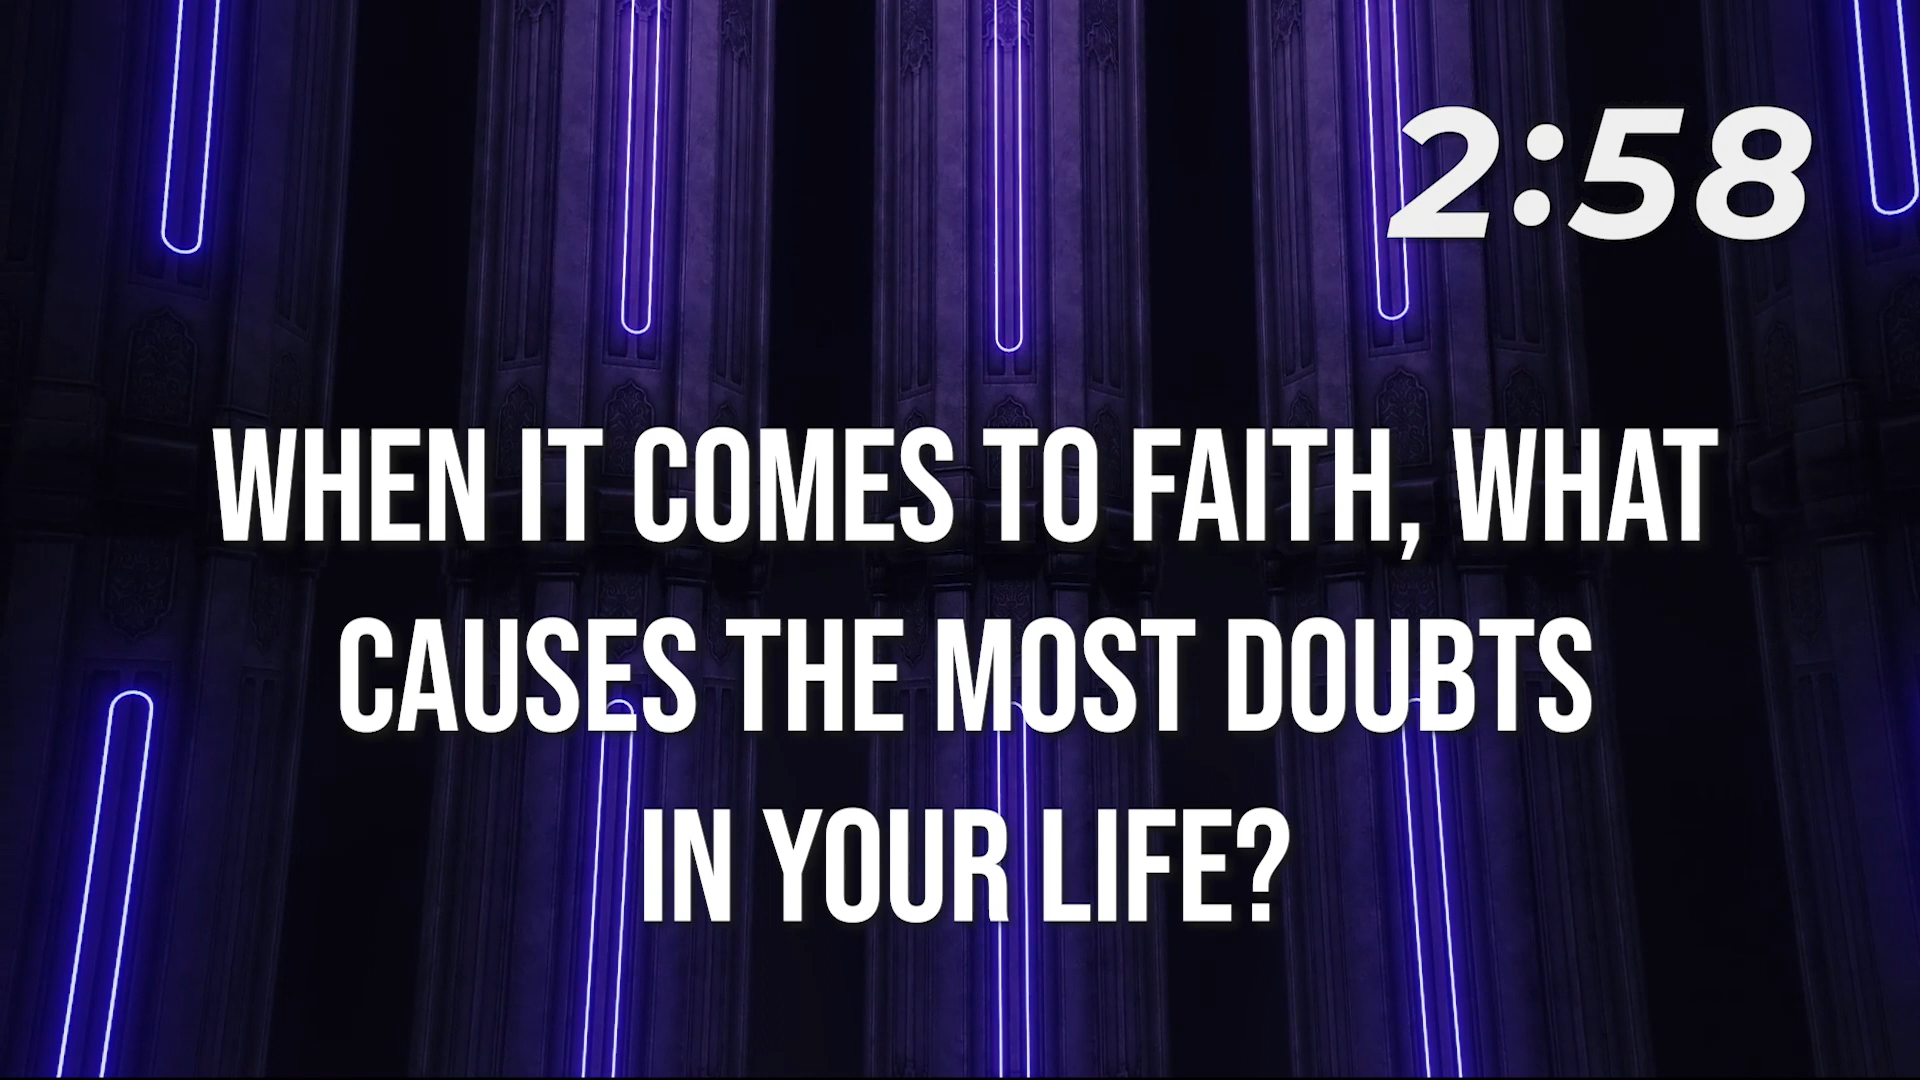 2:58
WHEN IT COMES TO FAITH, WHAT
CAUSES THE MOST DOUBTS
IN YOUR LIFE?